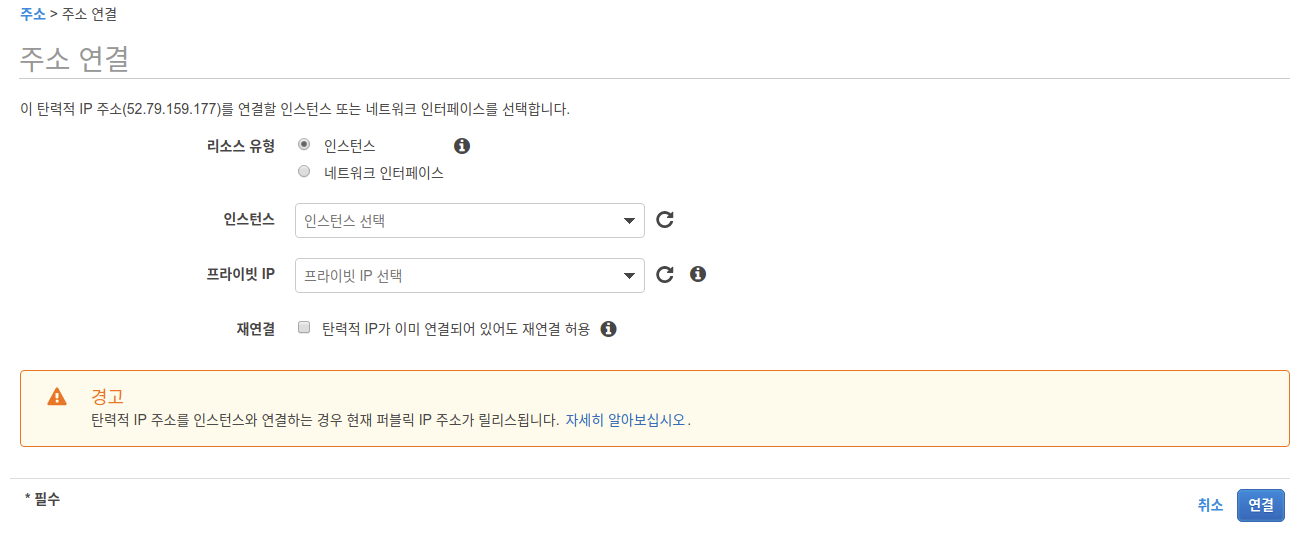 주소 > 주소 연결
주소 연결
이 탄력적 IP 주소(52.79.159.177)를 연결할 인스턴스 또는 네트워크 인터페이스를 선택합니다.
리소스 유형 인스턴스
네트워크 인터페이스
인스턴스 인스턴스 선택
프라이빗 IP 프라이빗 IP 선택
재연결 탄력적 IP가 이미 연결되어 있어도 재연결 허용
경고
탄력적 IP 주소를 인스턴스와 연결하는 경우 현재 퍼블릭 IP 주소가 릴리스됩니다. 자세히 알아보십시오.
* 필수
취소 연결